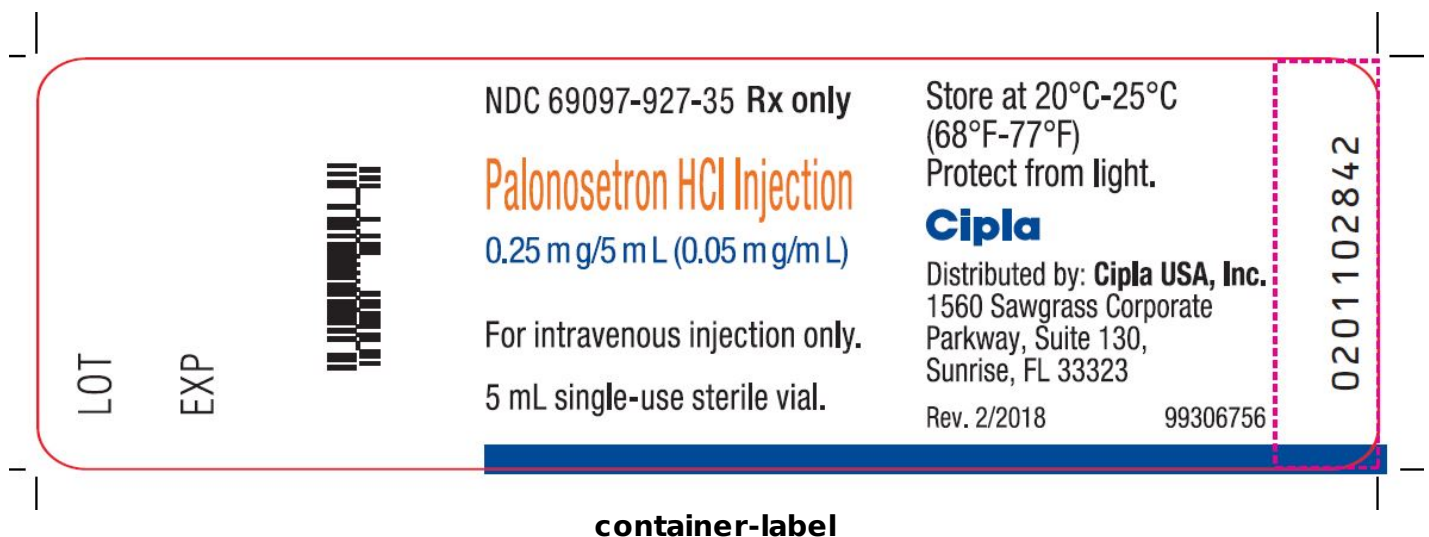 LOT
EXP
NDC 69097-927-35 Rx only
Palonosetron HCl Injection
0.25 mg/5 mL (0.05 mg/mL)
For intravenous injection only.
5 mL single-use sterile vial.
Store at 20°C-25°C
(68°F-77°F)
Protect from light.
Cipla
Distributed by: Cipla USA, Inc.
1560 Sawgrass Corporate
Parkway, Suite 130,
Sunrise, FL 33323
Rev. 2/2018 99306756
0201102842
container-label